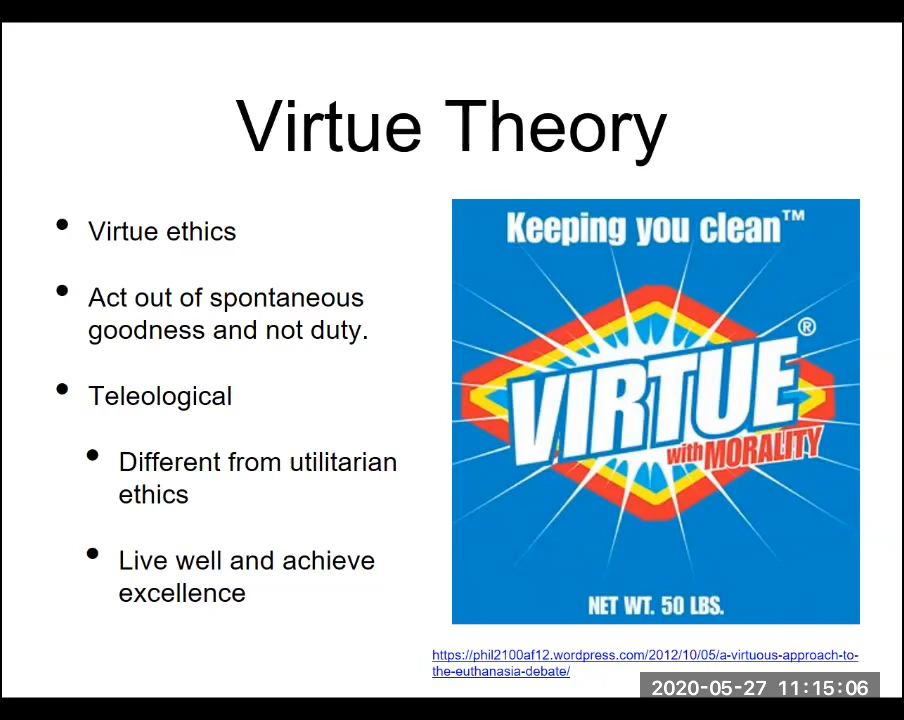 Virtue Theory
• Virtue ethics
• Act out of spontaneous
goodness and not duty.
• Teleological
• Different from utilitarian
ethics
• Live well and achieve
excellence
Keeping you clean™
VIRTUE®
with MORALITY
NET WT. 50 LBS.
https://phil2100af12.wordpress.com/2012/10/05/a-virtuous-approach-to-
the-euthanasia-debate/
2020-05-27 11:15:06